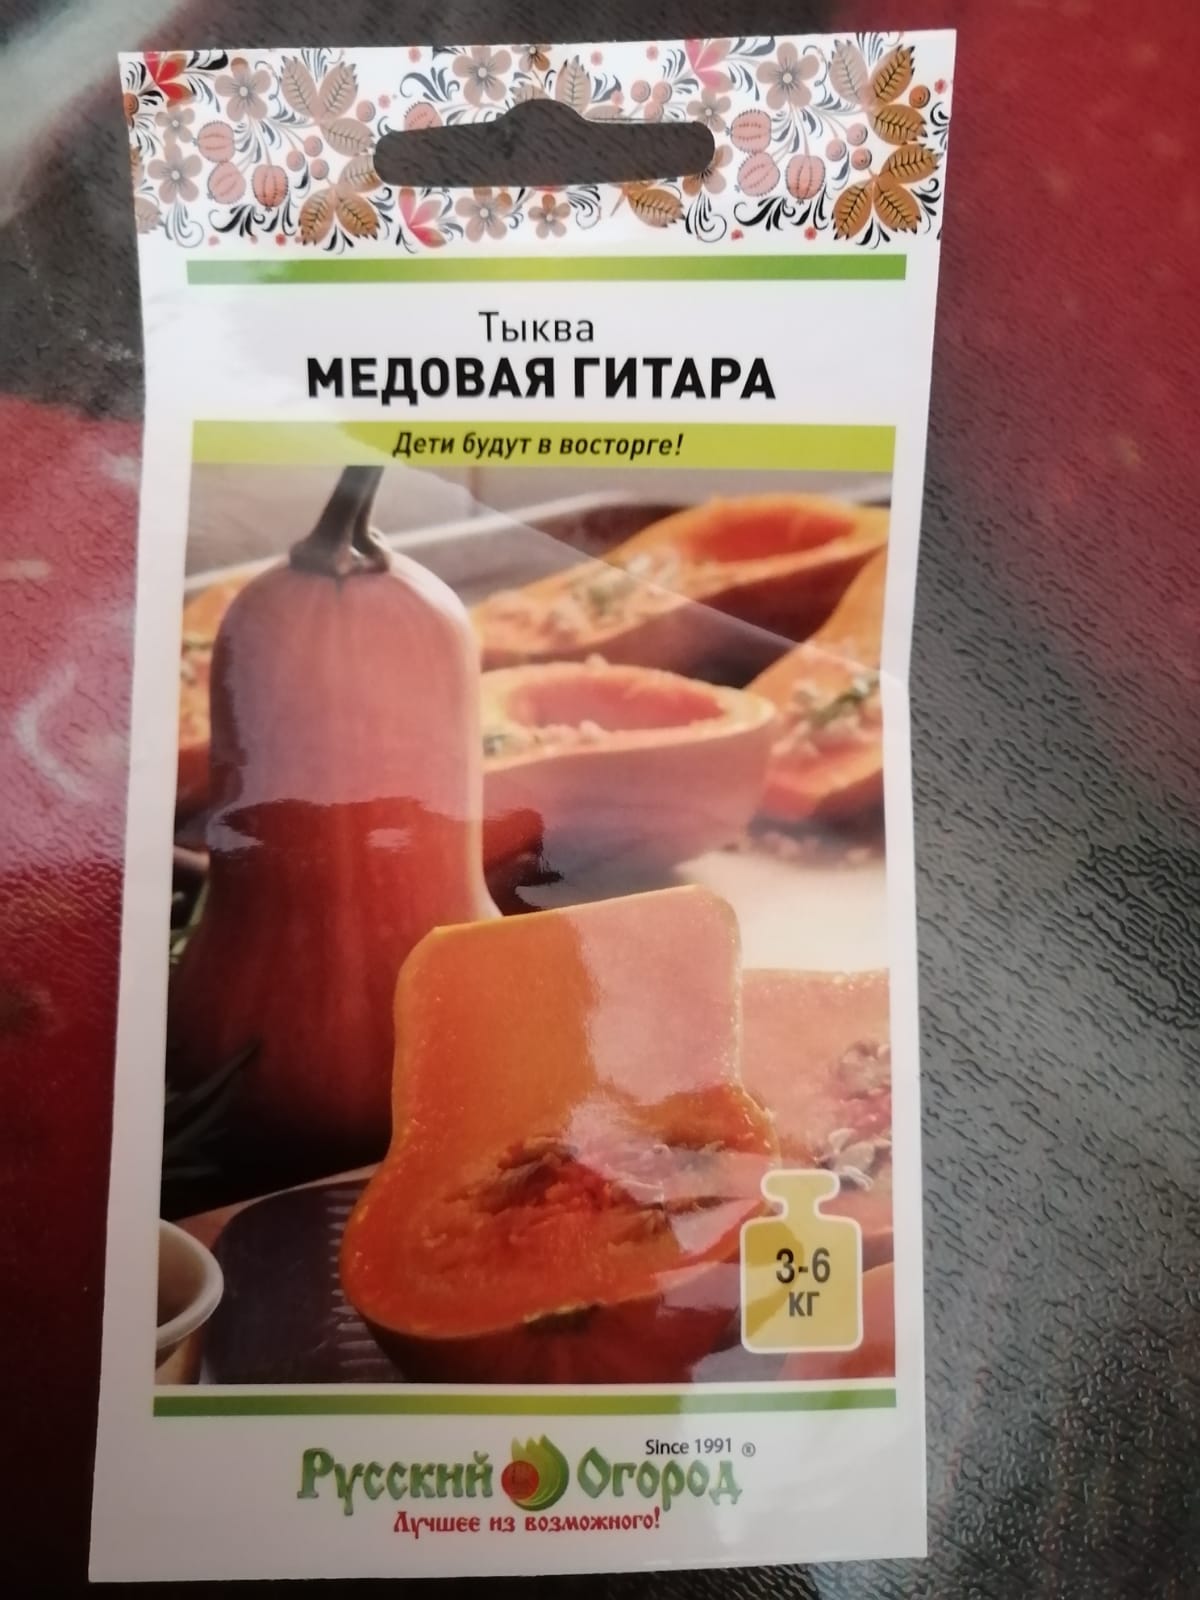 Тыква
МЕДОВАЯ ГИТАРА
Дети будут в восторге!
3-6
кг
Since 1991 ®
Русский Огород
Лучшее из возможного!